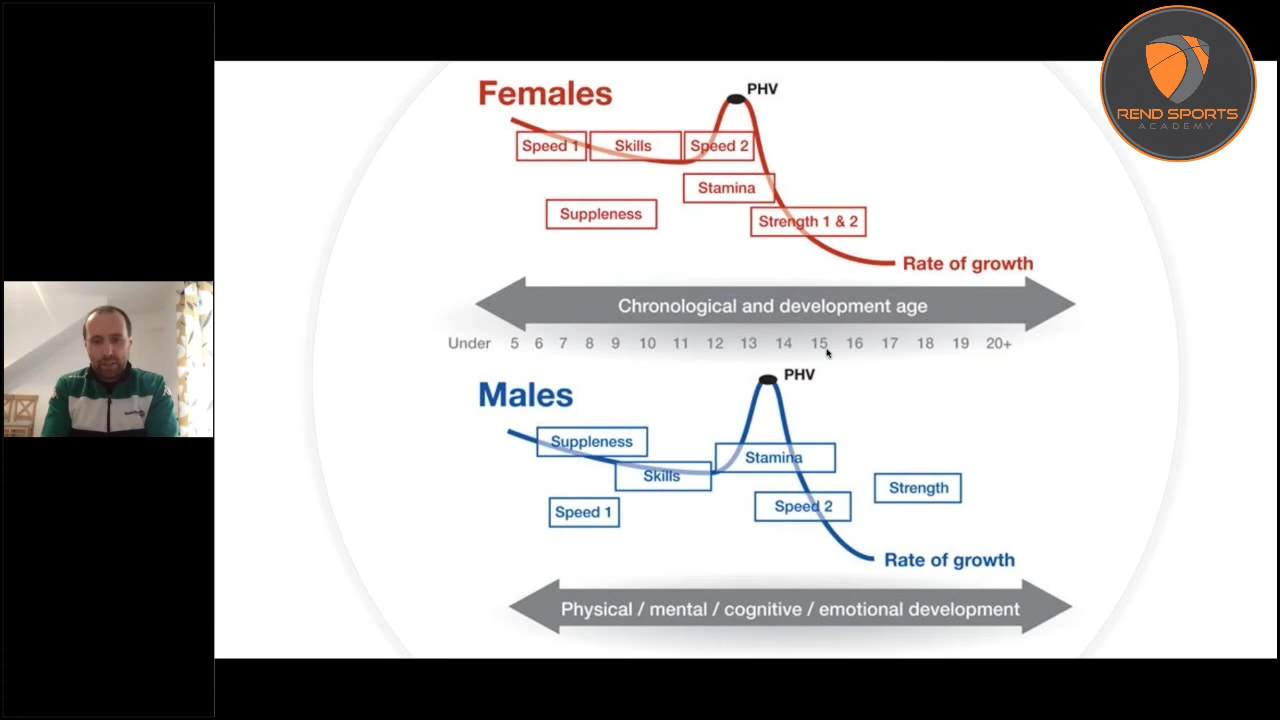 REND SPORTS
ACADEMY
Females
PHV
Speed 1
Skills
Speed 2
Stamina
Suppleness
Strength 1 & 2
Rate of growth
Chronological and development age
Under 5 6 7 8 9 10 11 12 13 14 15 16 17 18 19 20+
Males
PHV
Suppleness
Stamina
Skills
Strength
Speed 1
Speed 2
Rate of growth
Physical / mental / cognitive / emotional development